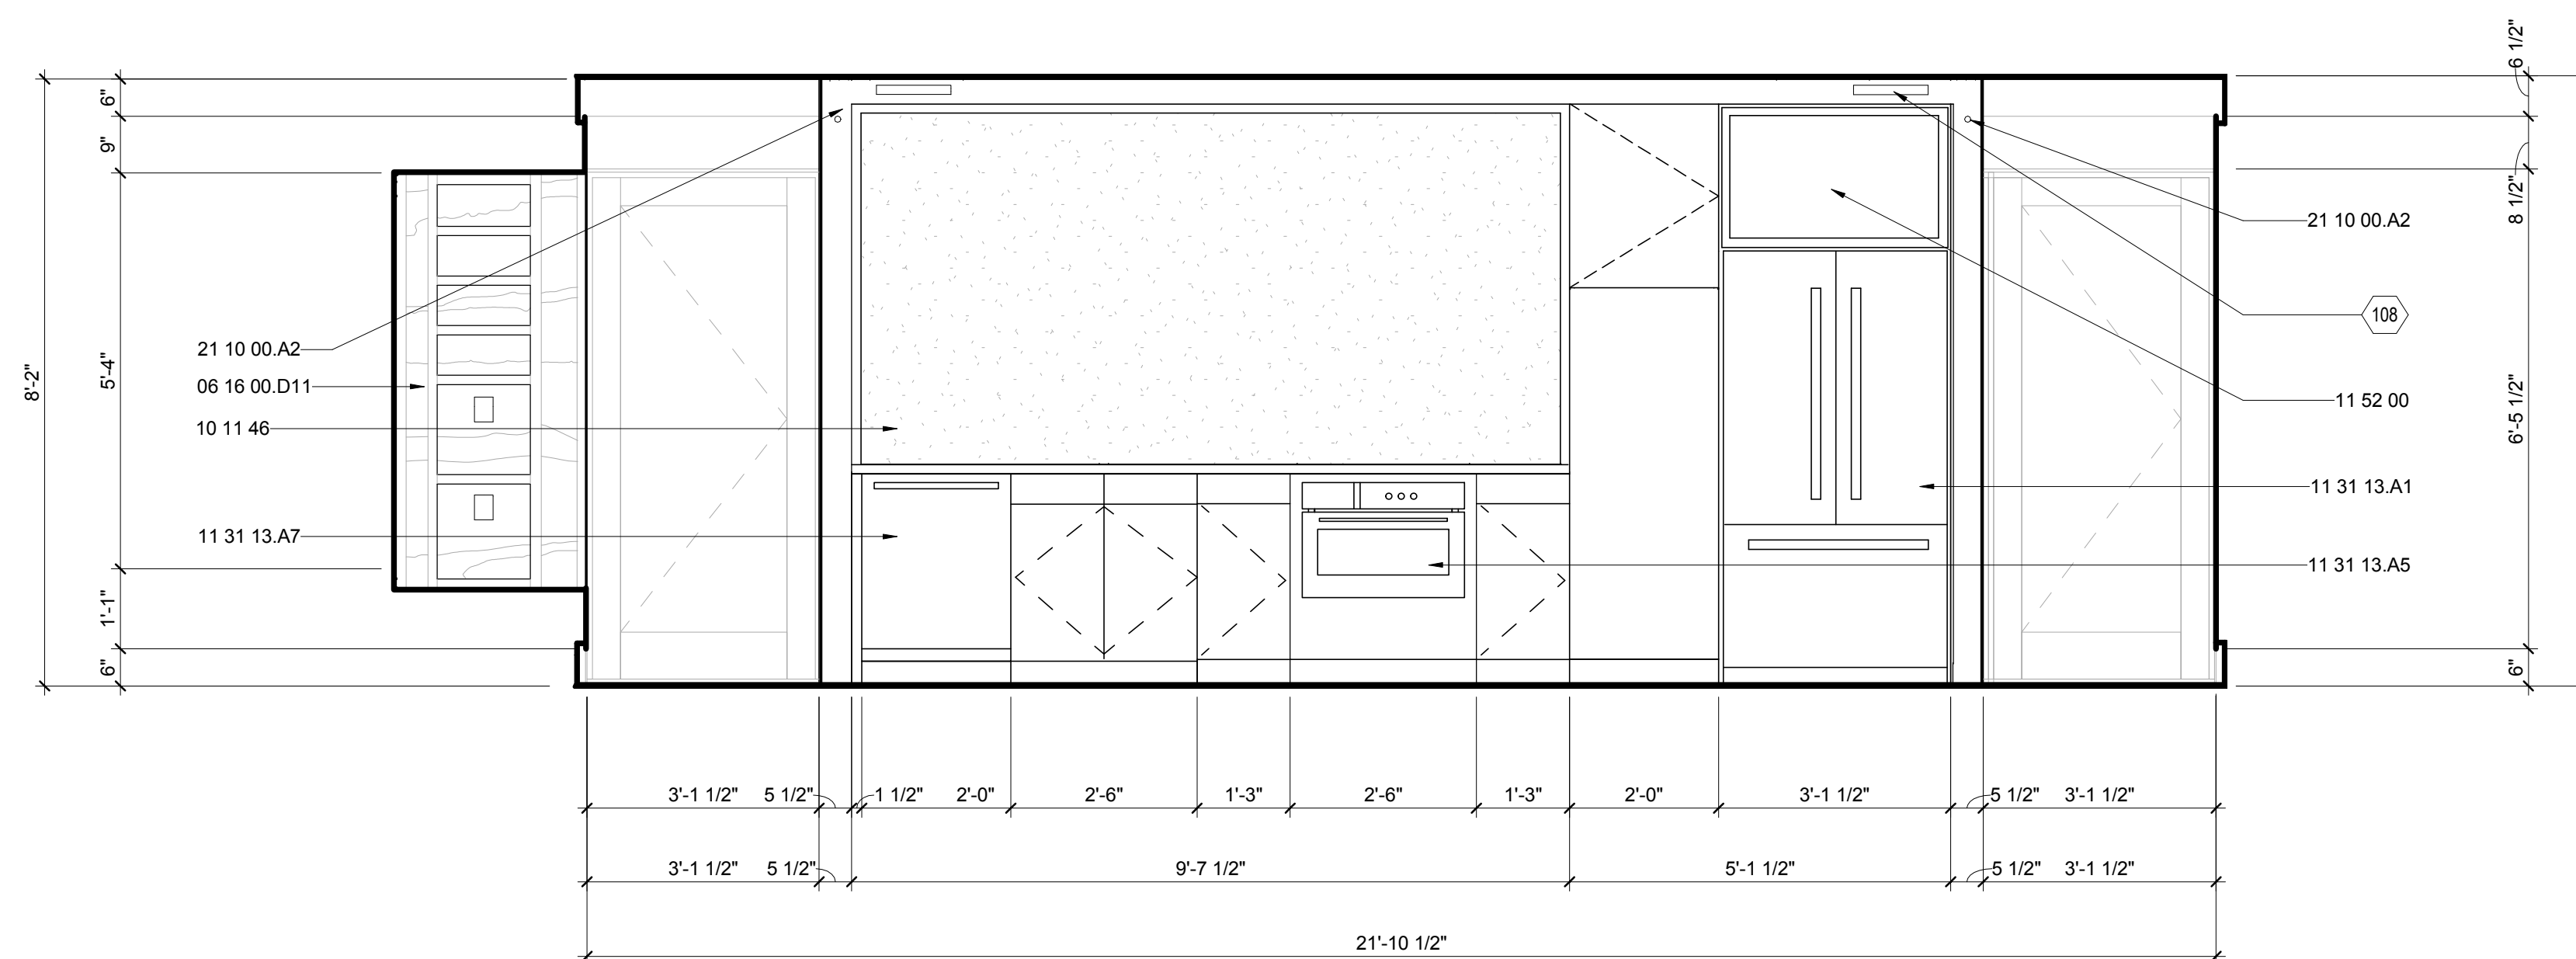 6 1/2"
6"
9"
8 1/2"
21 10 00.A2
108
21 10 00.A2
06 16 00.D11
5'-4"
8'-2"
11 52 00
6'-5 1/2"
10 11 46
11 31 13.A1
11 31 13.A7
11 31 13.A5
1'-1"
6"
6"
3'-1 1/2" 5 1/2" 1 1/2" 2'-0" 2'-6" 1'-3" 2'-6" 1'-3" 2'-0" 3'-1 1/2" 5 1/2" 3'-1 1/2"
3'-1 1/2" 5 1/2" 9'-7 1/2" 5'-1 1/2" 5 1/2" 3'-1 1/2"
21'-10 1/2"